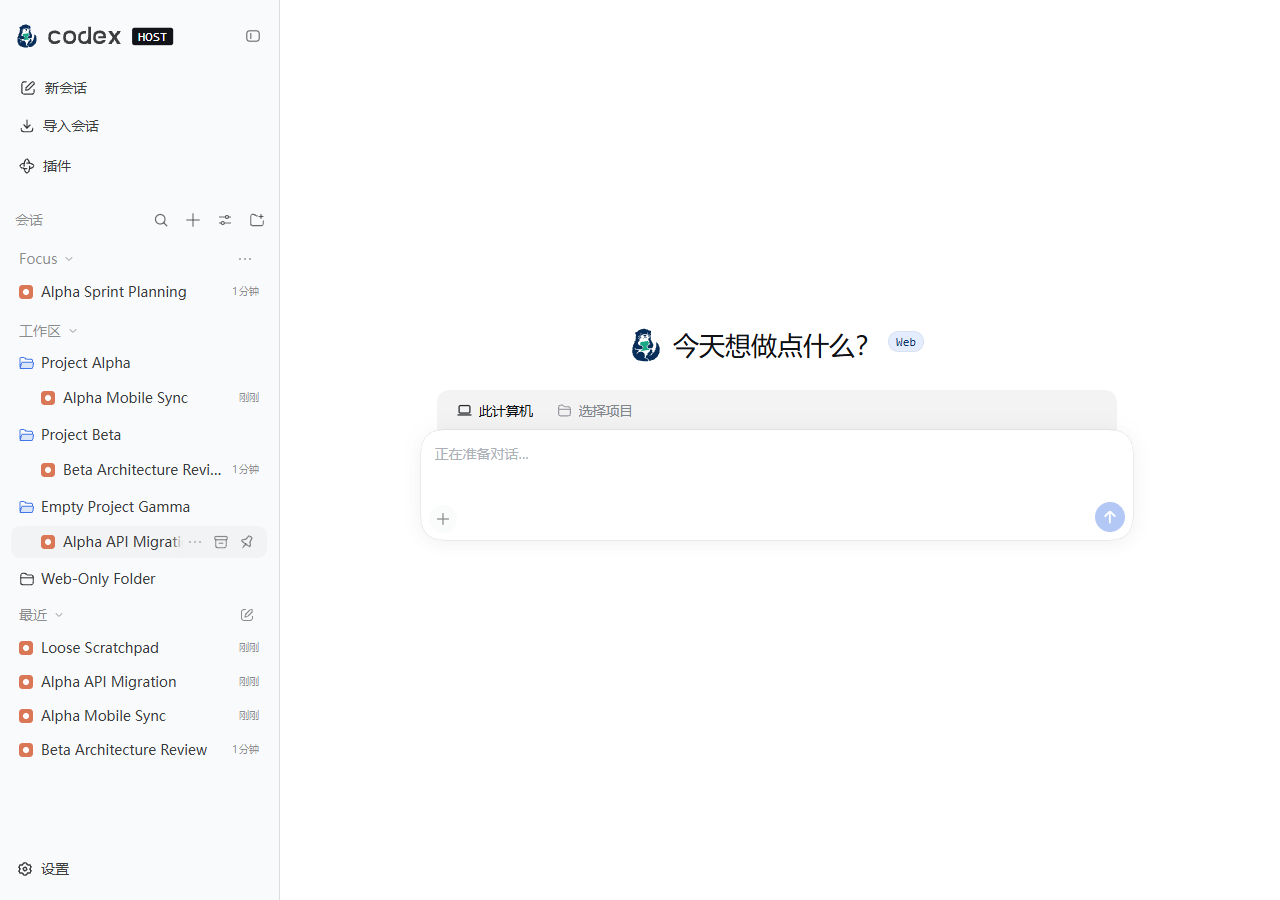 codex HOST
新会话
导入会话
插件
会话
Focus
Alpha Sprint Planning 1分钟
工作区
Project Alpha
Alpha Mobile Sync 刚刚
Project Beta
Beta Architecture Revi... 1分钟
Empty Project Gamma
Alpha API Migrati
Web-Only Folder
最近
Loose Scratchpad 刚刚
Alpha API Migration 刚刚
Alpha Mobile Sync 刚刚
Beta Architecture Review 1分钟
设置
今天想做点什么? Web
此计算机 选择项目
正在准备对话...